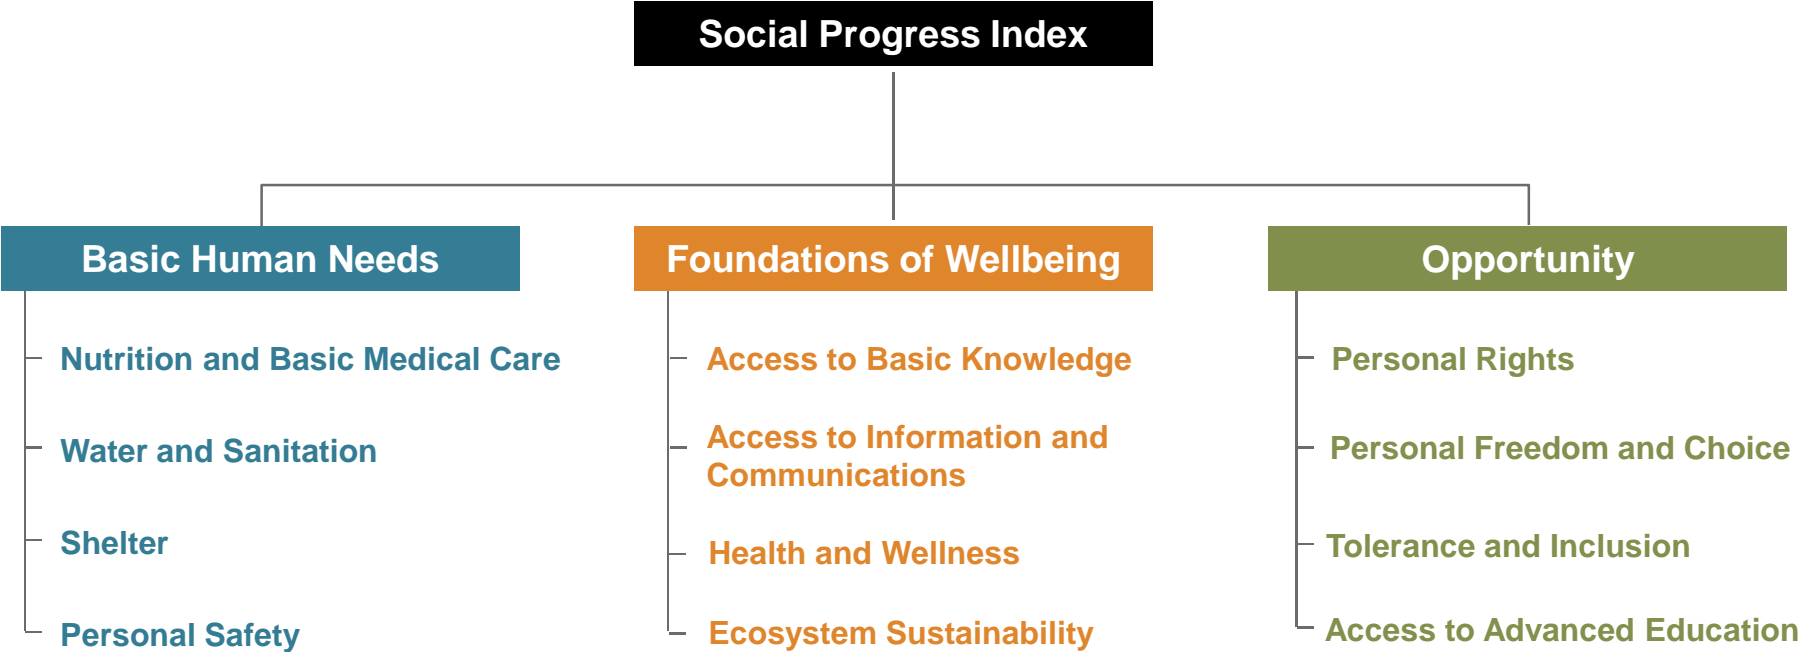 Social Progress Index
Basic Human Needs
Nutrition and Basic Medical Care
Water and Sanitation
Shelter
Personal Safety
Foundations of Wellbeing
Access to Basic Knowledge
Access to Information and
Communications
Health and Wellness
Ecosystem Sustainability
Opportunity
Personal Rights
Personal Freedom and Choice
Tolerance and Inclusion
Access to Advanced Education